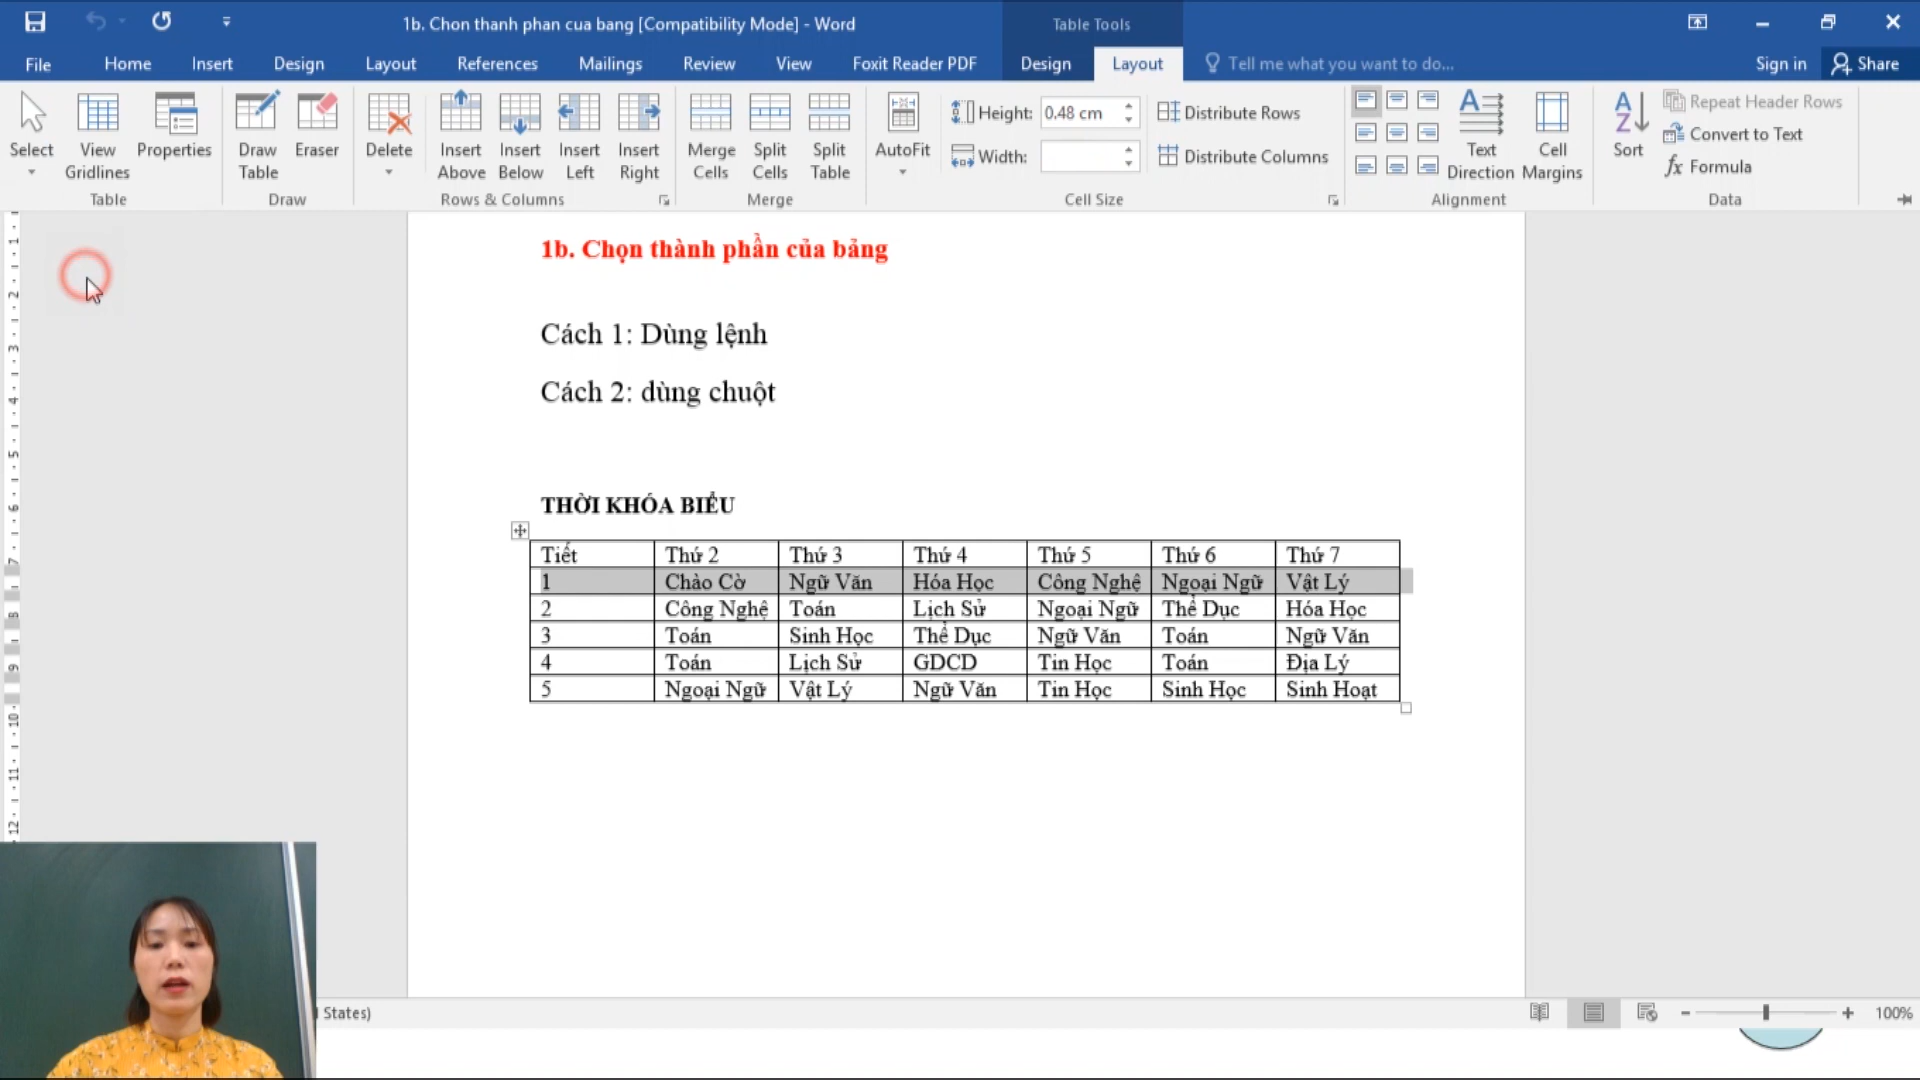 1b. Chon thanh phan cua bang [Compatibility Mode] - Word
Table Tools
File Home Insert Design Layout References Mailings Review View Foxit Reader PDF Design Layout Tell me what you want to do... Sign in Share
Select
View Gridlines
Properties
Table
Draw Table
Eraser
Draw
Delete
Insert Above
Insert Below
Insert Left
Insert Right
Rows & Columns
Merge Cells
Split Cells
Split Table
Merge
AutoFit
Height: 0.48 cm
Width:
Distribute Rows
Distribute Columns
Cell Size
Text Direction
Cell Margins
Alignment
Sort
Repeat Header Rows
Convert to Text
Formula
Data
1b. Chọn thành phần của bảng
Cách 1: Dùng lệnh
Cách 2: dùng chuột
THỜI KHÓA BIỂU
Tiết Thứ 2 Thứ 3 Thứ 4 Thứ 5 Thứ 6 Thứ 7
1 Chào Cờ Ngữ Văn Hóa Học Công Nghệ Ngoại Ngữ Vật Lý
2 Công Nghệ Toán Lịch Sử Ngoại Ngữ Thể Dục Hóa Học
3 Toán Sinh Học Thể Dục Ngữ Văn Toán Ngữ Văn
4 Toán Lịch Sử GDCD Tin Học Toán Địa Lý
5 Ngoại Ngữ Vật Lý Ngữ Văn Tin Học Sinh Học Sinh Hoạt
States)
100%